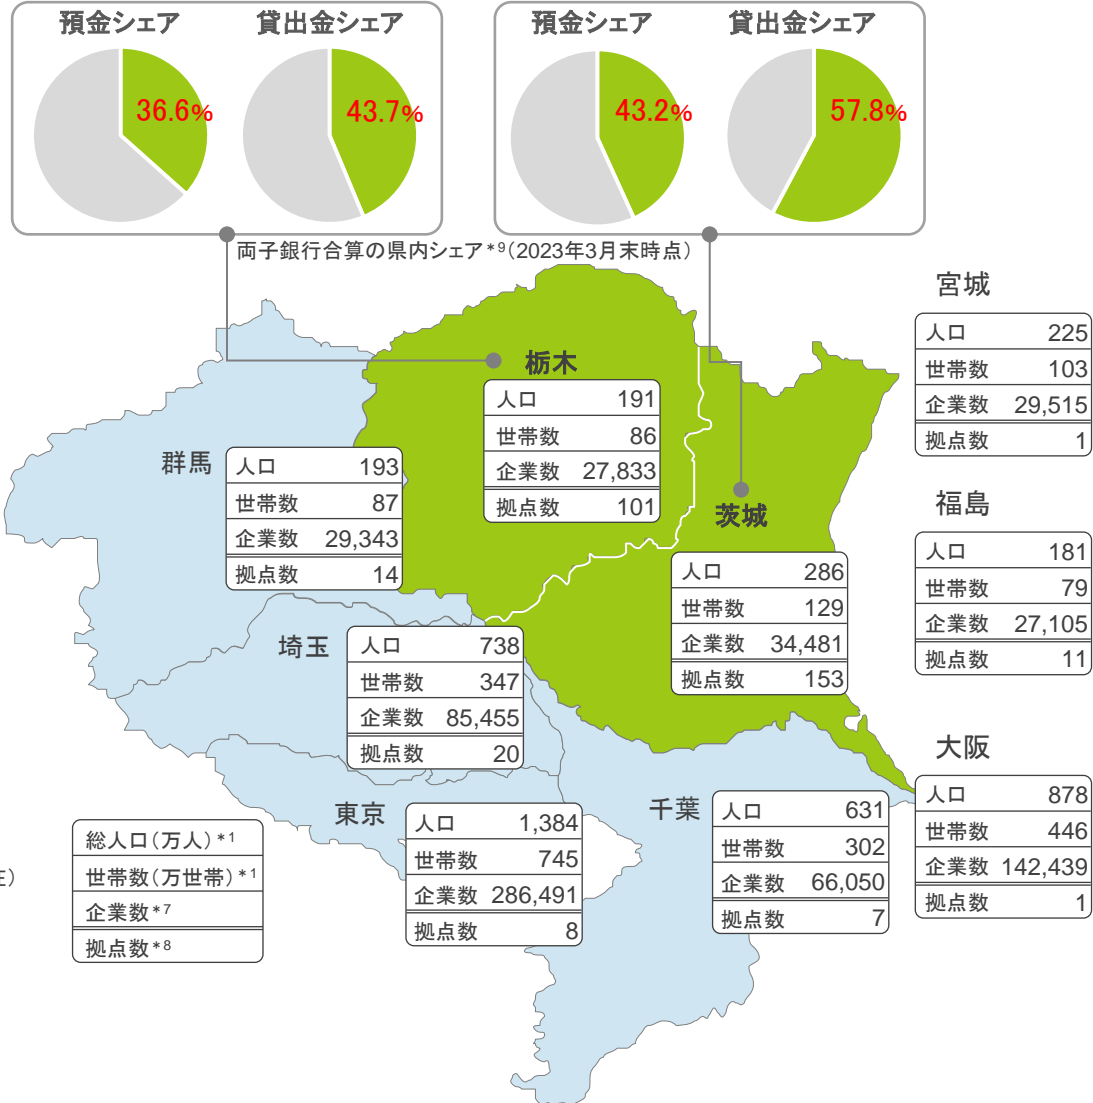 預金シェア 貸出金シェア
36.6% 43.7%
預金シェア 貸出金シェア
43.2% 57.8%
両子銀行合算の県内シェア*9(2023年3月末時点)
宮城
人口 225
世帯数 103
企業数 29,515
拠点数 1
栃木
人口 191
世帯数 86
企業数 27,833
拠点数 101
群馬
人口 193
世帯数 87
企業数 29,343
拠点数 14
茨城
人口 286
世帯数 129
企業数 34,481
拠点数 153
福島
人口 181
世帯数 79
企業数 27,105
拠点数 11
埼玉
人口 738
世帯数 347
企業数 85,455
拠点数 20
大阪
人口 878
世帯数 446
企業数 142,439
拠点数 1
東京
人口 1,384
世帯数 745
企業数 286,491
拠点数 8
千葉
人口 631
世帯数 302
企業数 66,050
拠点数 7
総人口(万人)*1
世帯数(万世帯)*1
企業数*7
拠点数*8